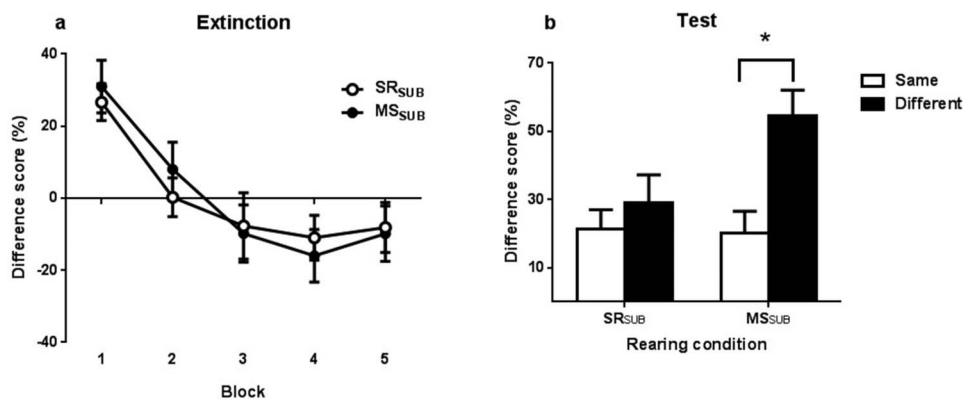 a
Extinction
40
20
0
-20
-40
Difference score (%)
SRSUB
MSSUB
1 2 3 4 5
Block
b
Test
*
70
50
30
10
Difference score (%)
Same
Different
SRSUB MSSUB
Rearing condition